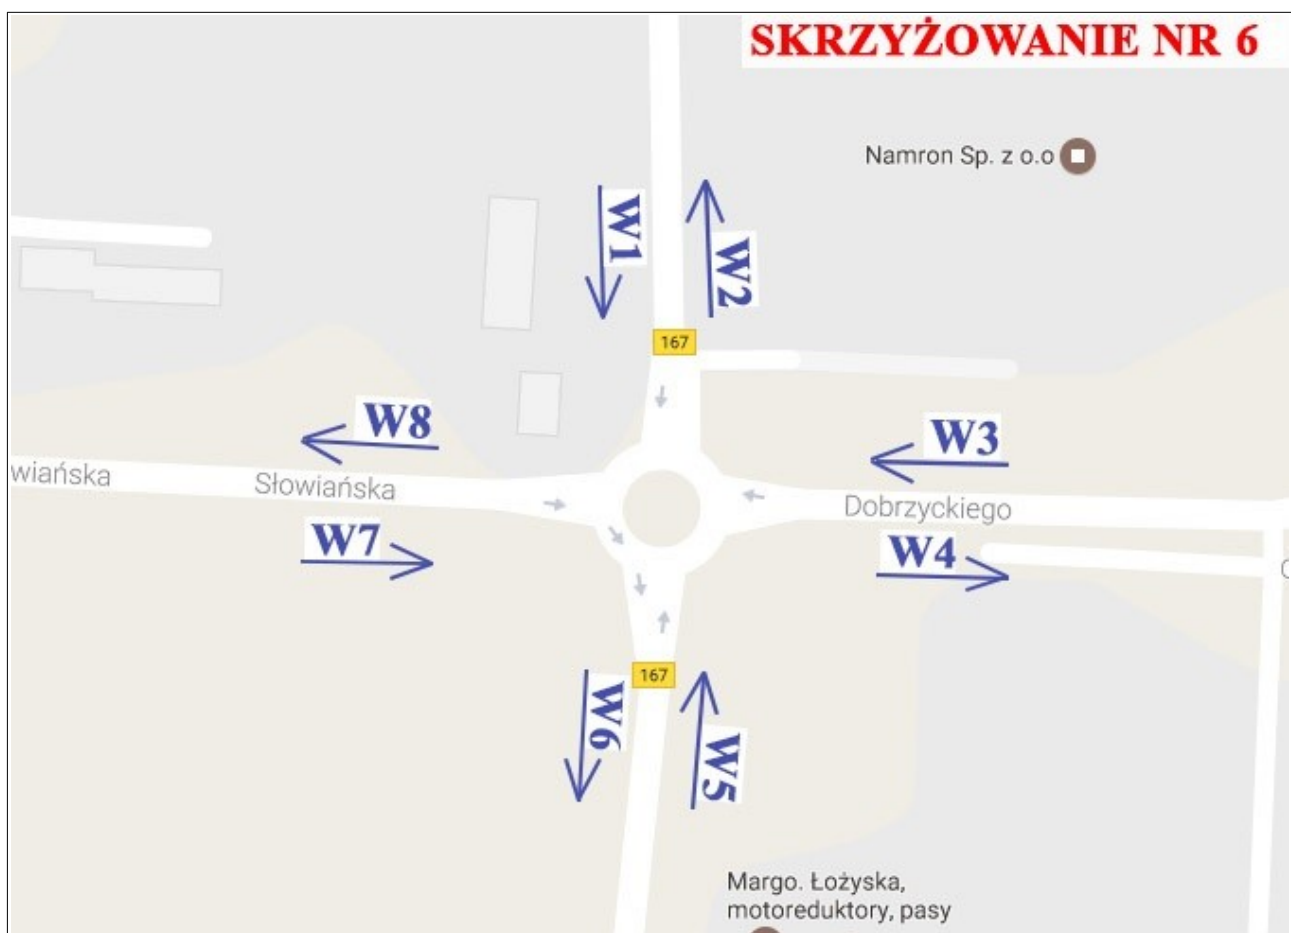 SKRZYŻOWANIE NR 6
Namron Sp. z o.o
W1
W2
167
W8
W3
wiańska
Słowiańska
Dobrzyckiego
W7
W4
167
W6
W5
Margo. Łożyska,
motoreduktory, pasy